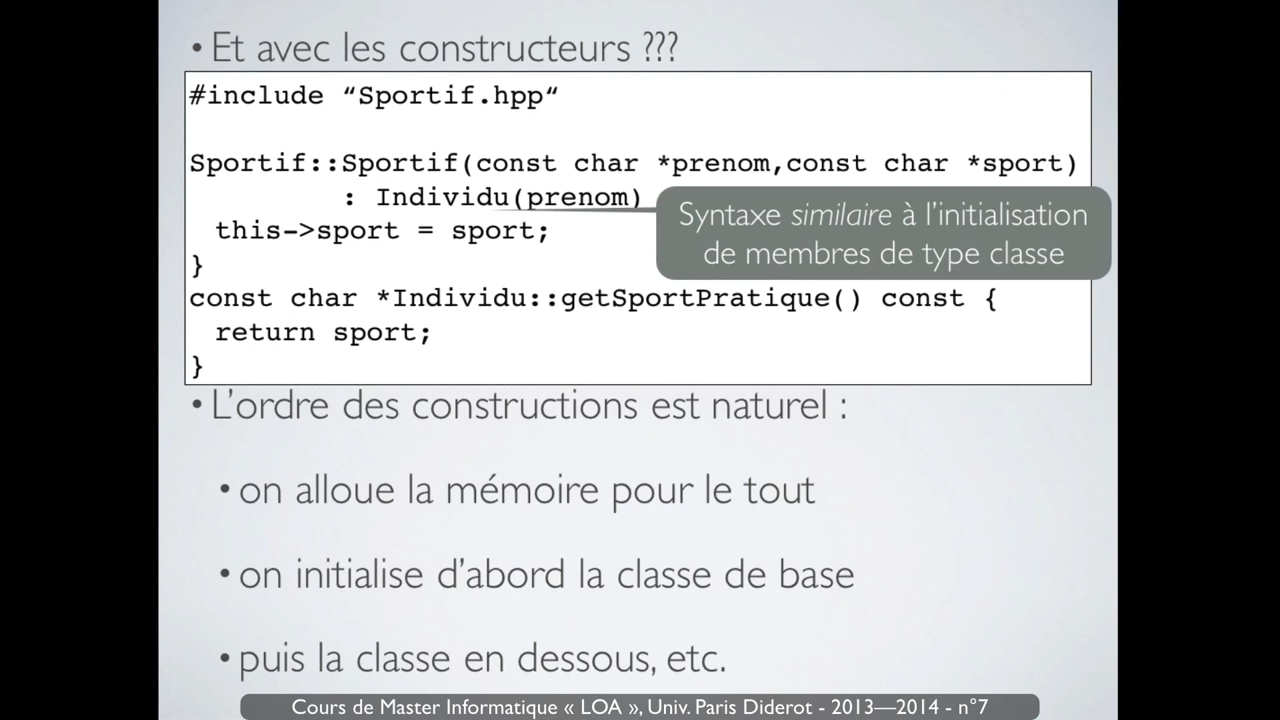 • Et avec les constructeurs ???
#include “Sportif.hpp“
Sportif::Sportif(const char *prenom,const char *sport)
: Individu(prenom)
Syntaxe similaire à l’initialisation
de membres de type classe
this->sport = sport;
}
const char *Individu::getSportPratique() const {
return sport;
}
• L’ordre des constructions est naturel :
• on alloue la mémoire pour le tout
• on initialise d’abord la classe de base
• puis la classe en dessous, etc.
Cours de Master Informatique « LOA », Univ. Paris Diderot - 2013—2014 - n°7